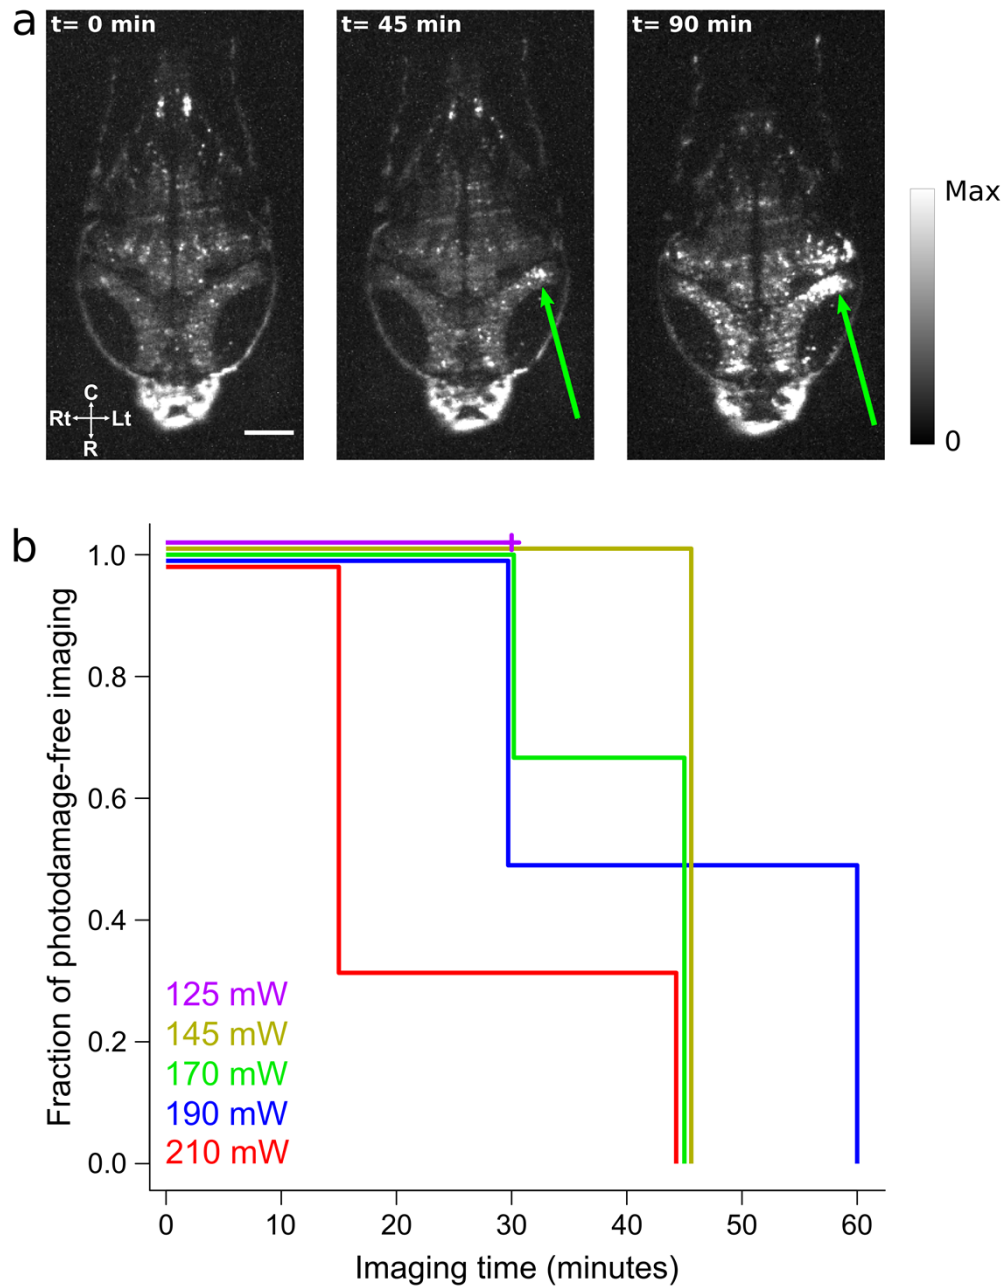 a
t= 0 min
t= 45 min
t= 90 min
Max
0
C
Rt Lt
R
b
Fraction of photodamage-free imaging
1.0
0.8
0.6
0.4
0.2
0.0
125 mW
145 mW
170 mW
190 mW
210 mW
0 10 20 30 40 50 60
Imaging time (minutes)